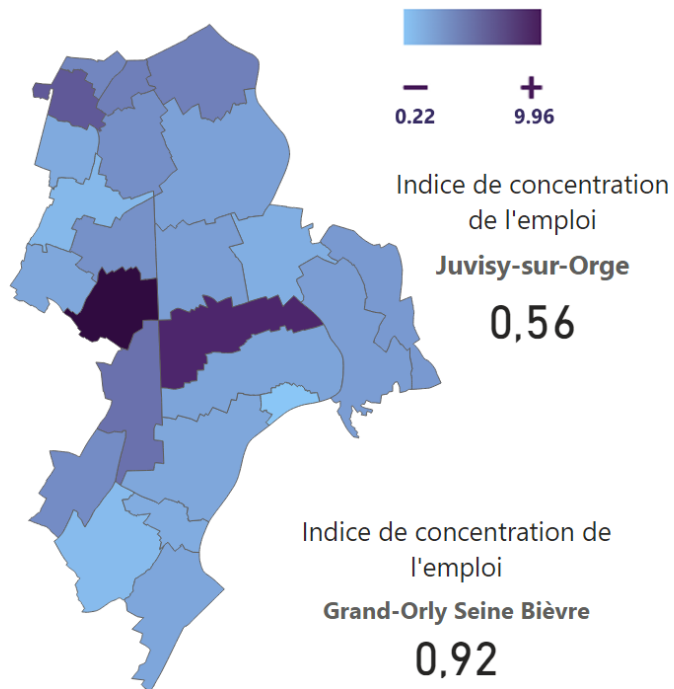 − +
0.22 9.96
Indice de concentration
de l'emploi
Juvisy-sur-Orge
0,56
Indice de concentration de
l'emploi
Grand-Orly Seine Bièvre
0,92